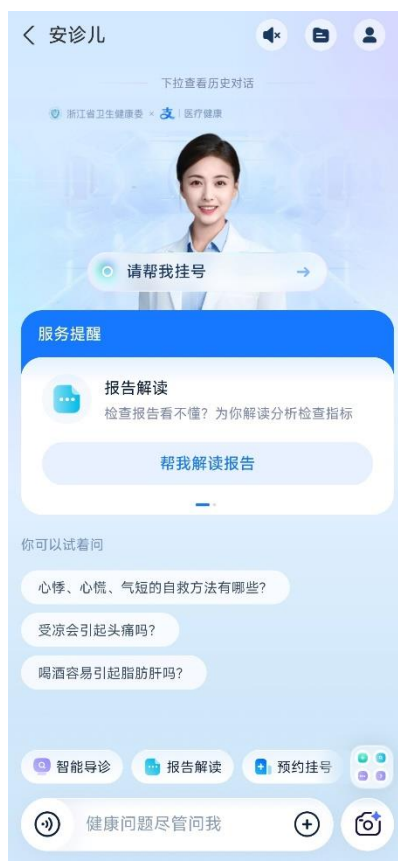 安诊儿
下拉查看历史对话
浙江省卫生健康委 × 支 | 医疗健康
请帮我挂号
服务提醒
报告解读
检查报告看不懂？为你解读分析检查指标
帮我解读报告
你可以试着问
心悸、心慌、气短的自救方法有哪些？
受凉会引起头痛吗？
喝酒容易引起脂肪肝吗？
智能导诊 报告解读 预约挂号
健康问题尽管问我